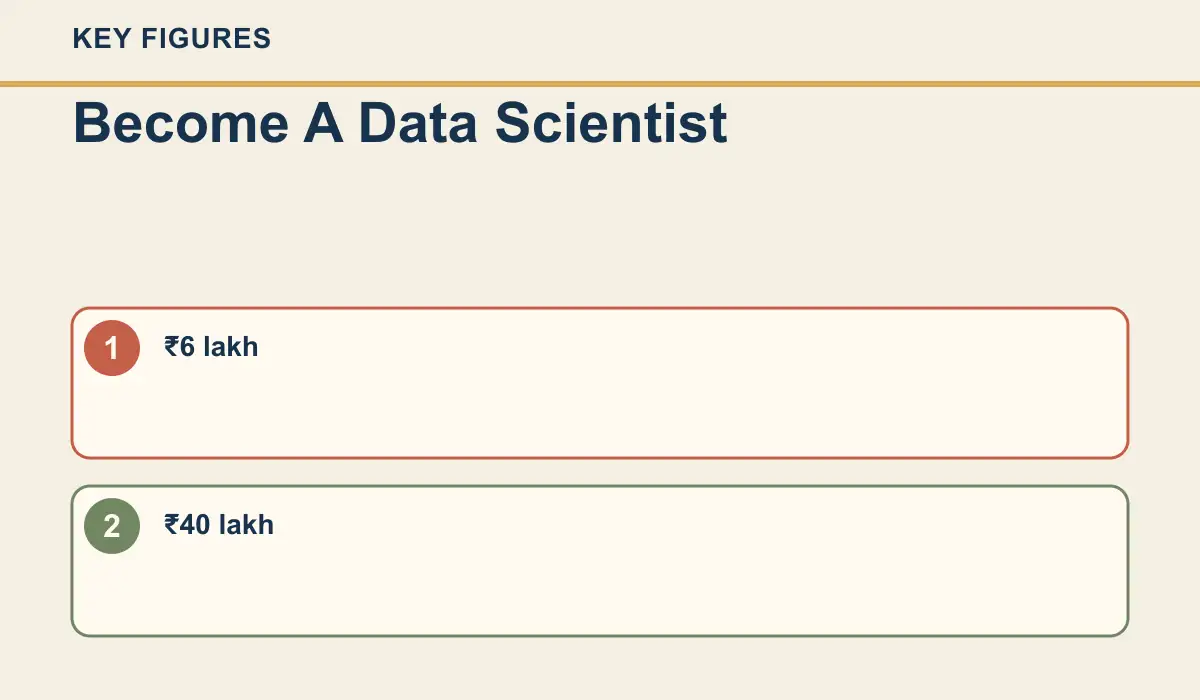 KEY FIGURES
Become A Data Scientist
1
₹6 lakh
2
₹40 lakh